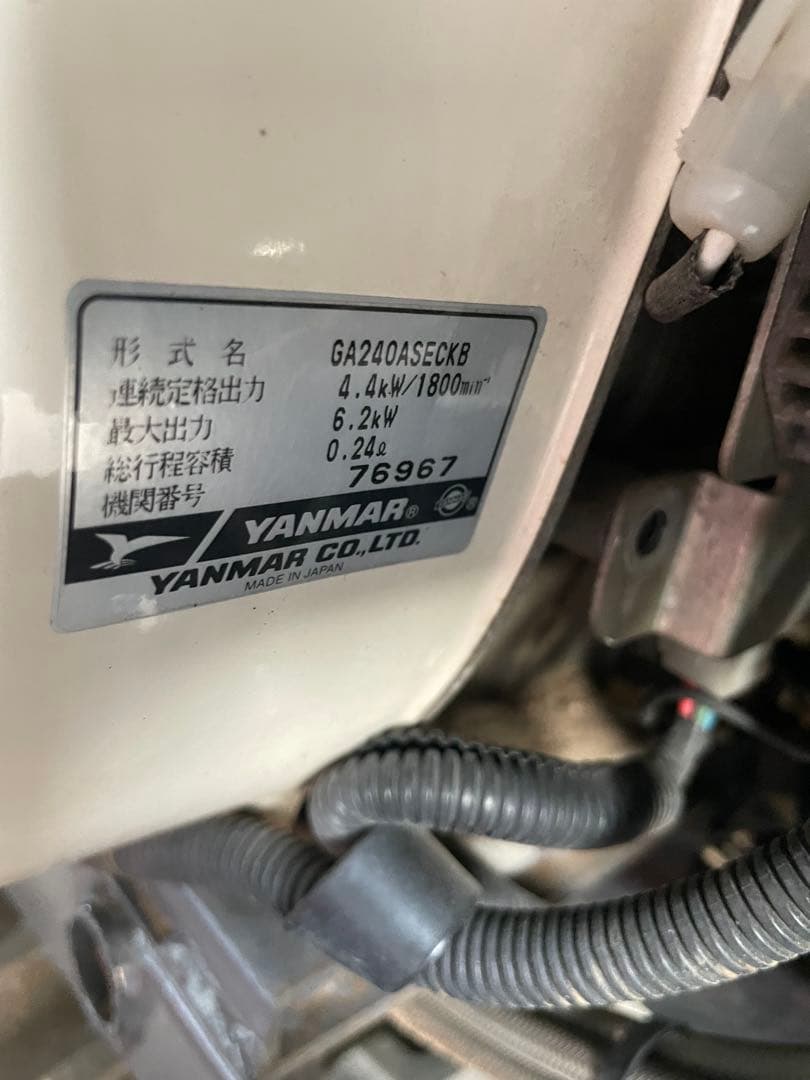 形式名 GA240ASECKB
連続定格出力 4.4kW/1800min⁻¹
最大出力 6.2kW
総行程容積 0.24ℓ
機関番号 76967
YANMAR®
YANMAR CO.,LTD.
MADE IN JAPAN